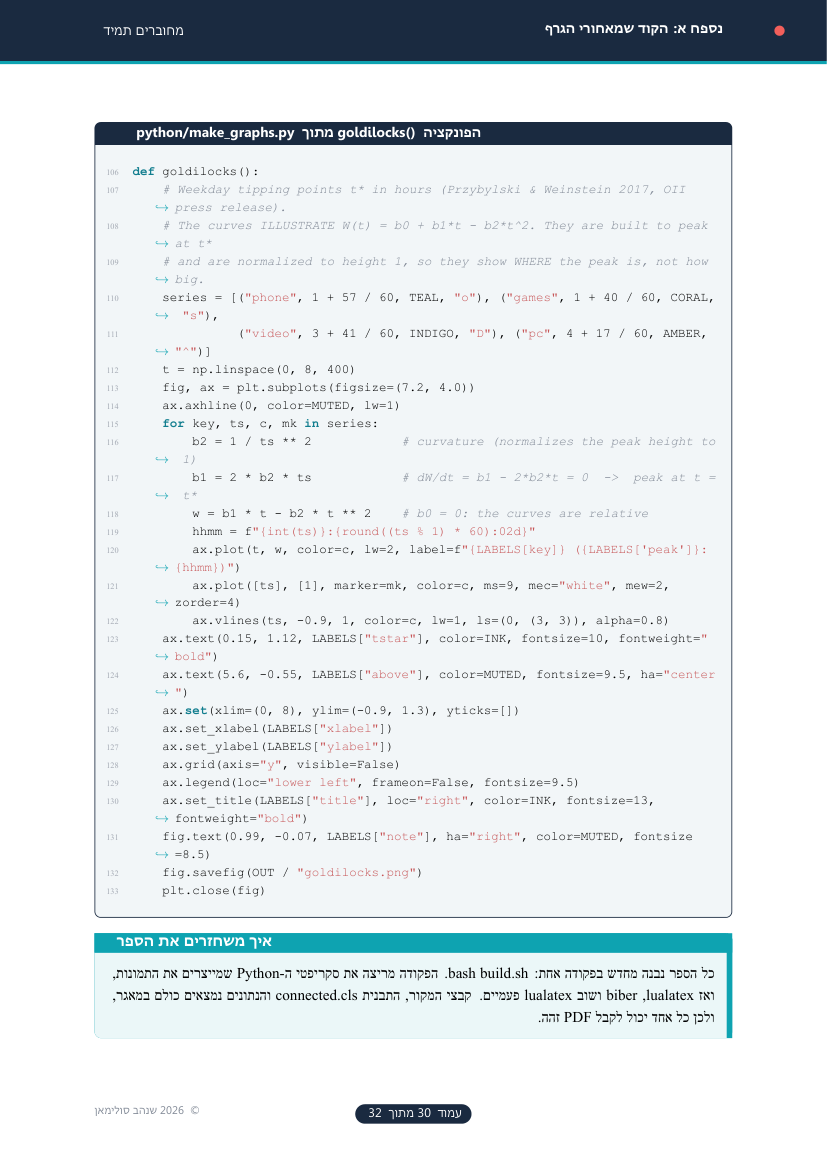 נספח א: הקוד שמאחורי הגרף
מחוברים תמיד
הפונקציה goldilocks() מתוך python/make_graphs.py
106 def goldilocks():
107     # Weekday tipping points t* in hours (Przybylski & Weinstein 2017, OII
↪ press release).
108     # The curves ILLUSTRATE W(t) = b0 + b1*t - b2*t^2. They are built to peak
↪ at t*
109     # and are normalized to height 1, so they show WHERE the peak is, not how
↪ big.
110     series = [("phone", 1 + 57 / 60, TEAL, "o"), ("games", 1 + 40 / 60, CORAL,
↪  "s"),
111               ("video", 3 + 41 / 60, INDIGO, "D"), ("pc", 4 + 17 / 60, AMBER,
↪ "^")]
112     t = np.linspace(0, 8, 400)
113     fig, ax = plt.subplots(figsize=(7.2, 4.0))
114     ax.axhline(0, color=MUTED, lw=1)
115     for key, ts, c, mk in series:
116         b2 = 1 / ts ** 2            # curvature (normalizes the peak height to
↪  1)
117         b1 = 2 * b2 * ts            # dW/dt = b1 - 2*b2*t = 0  ->  peak at t =
↪  t*
118         w = b1 * t - b2 * t ** 2    # b0 = 0: the curves are relative
119         hhmm = f"{int(ts)}:{round((ts % 1) * 60):02d}"
120         ax.plot(t, w, color=c, lw=2, label=f"{LABELS[key]} ({LABELS['peak']}:
↪ {hhmm})")
121         ax.plot([ts], [1], marker=mk, color=c, ms=9, mec="white", mew=2,
↪ zorder=4)
122         ax.vlines(ts, -0.9, 1, color=c, lw=1, ls=(0, (3, 3)), alpha=0.8)
123     ax.text(0.15, 1.12, LABELS["tstar"], color=INK, fontsize=10, fontweight="
↪ bold")
124     ax.text(5.6, -0.55, LABELS["above"], color=MUTED, fontsize=9.5, ha="center
↪ ")
125     ax.set(xlim=(0, 8), ylim=(-0.9, 1.3), yticks=[])
126     ax.set_xlabel(LABELS["xlabel"])
127     ax.set_ylabel(LABELS["ylabel"])
128     ax.grid(axis="y", visible=False)
129     ax.legend(loc="lower left", frameon=False, fontsize=9.5)
130     ax.set_title(LABELS["title"], loc="right", color=INK, fontsize=13,
↪ fontweight="bold")
131     fig.text(0.99, -0.07, LABELS["note"], ha="right", color=MUTED, fontsize
↪ =8.5)
132     fig.savefig(OUT / "goldilocks.png")
133     plt.close(fig)
איך משחזרים את הספר
כל הספר נבנה מחדש בפקודה אחת: bash build.sh. הפקודה מריצה את סקריפטי ה-Python שמייצרים את התמונות,
ואז biber ,lualatex ושוב lualatex פעמיים. קבצי המקור, התבנית connected.cls והנתונים נמצאים כולם במאגר,
ולכן כל אחד יכול לקבל PDF זהה.
עמוד 30 מתוך 32
© 2026 שנהב סולימאן